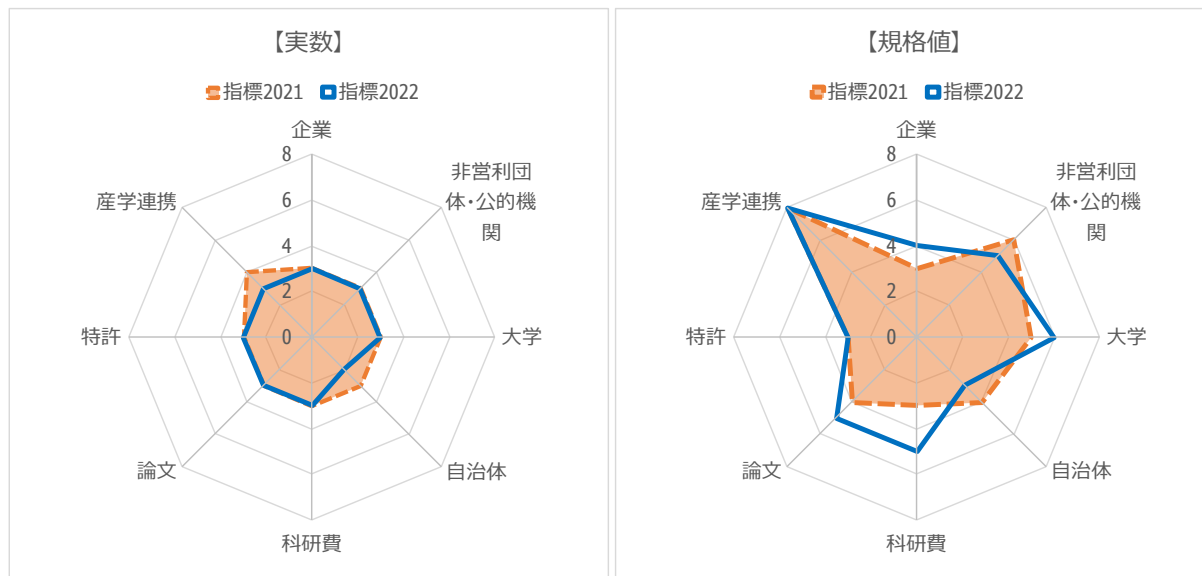 【実数】
指標2021 指標2022
企業
8
非営利団
体・公的機
関
6
産学連携
4
2
特許
0
大学
論文
自治体
科研費
【規格値】
指標2021 指標2022
企業
8
非営利団
体・公的機
関
6
産学連携
4
2
特許
0
大学
論文
自治体
科研費